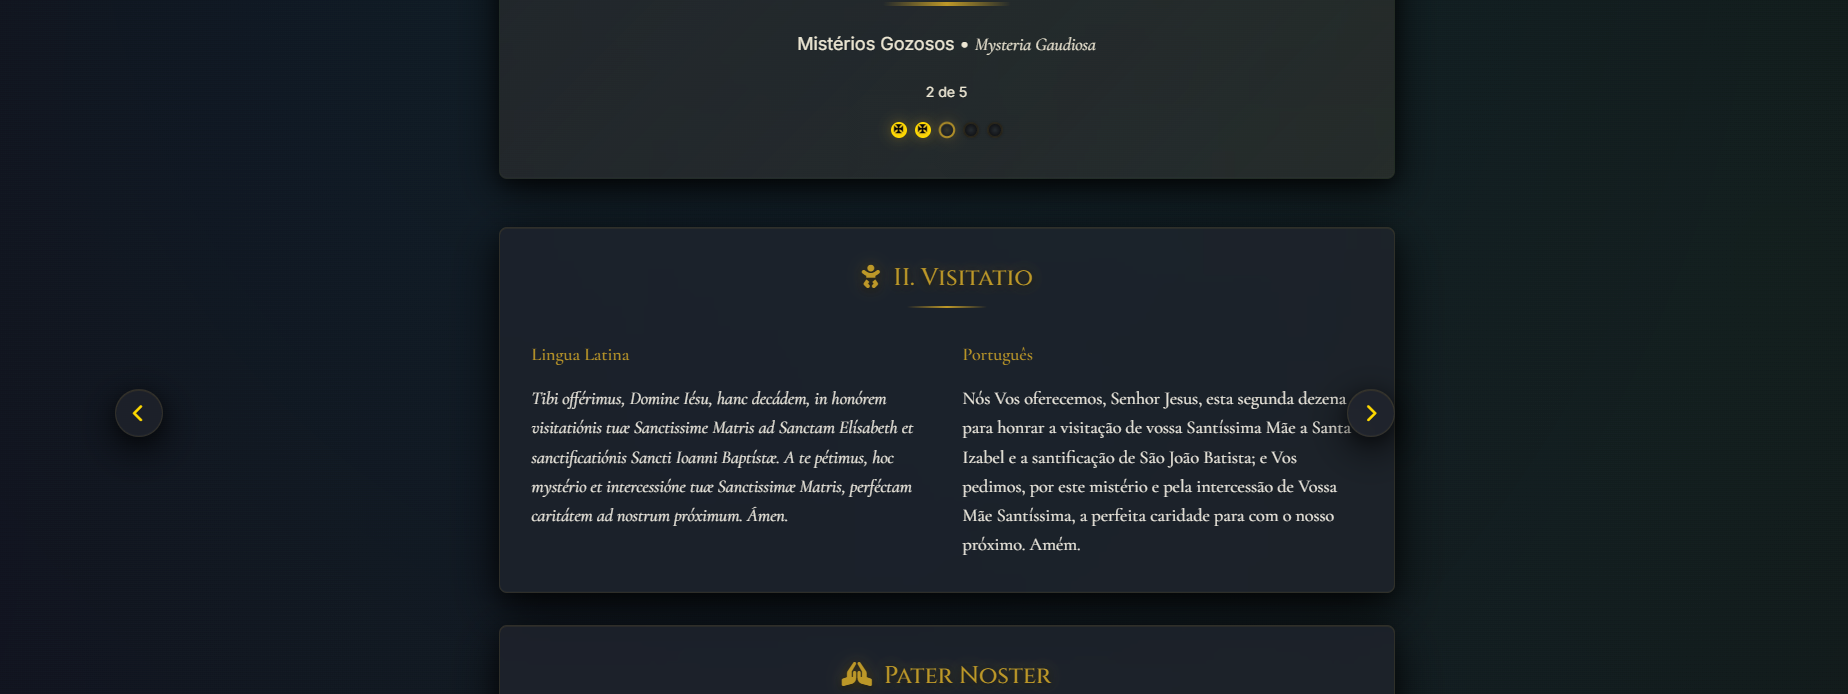 Mistérios Gozosos • Mysteria Gaudiosa
2 de 5
II. Visitatio
Lingua Latina
Tibi offérimus, Domine Iésu, hanc decádem, in honórem
visitatiónis tuæ Sanctissime Matris ad Sanctam Elísabeth et
sanctificatiónis Sancti Ioanni Baptístæ. A te pétimus, hoc
mystério et intercessióne tuæ Sanctissimæ Matris, perféctam
caritátem ad nostrum próximum. Ámen.
Português
Nós Vos oferecemos, Senhor Jesus, esta segunda dezena
para honrar a visitação de vossa Santíssima Mãe a Santa
Izabel e a santificação de São João Batista; e Vos
pedimos, por este mistério e pela intercessão de Vossa
Mãe Santíssima, a perfeita caridade para com o nosso
próximo. Amém.
Pater Noster